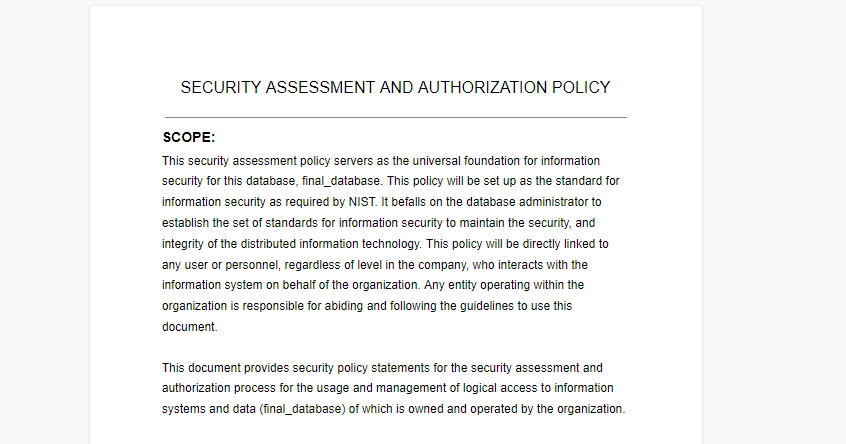 SECURITY ASSESSMENT AND AUTHORIZATION POLICY
SCOPE:
This security assessment policy servers as the universal foundation for information
security for this database, final_database. This policy will be set up as the standard for
information security as required by NIST. It befalls on the database administrator to
establish the set of standards for information security to maintain the security, and
integrity of the distributed information technology. This policy will be directly linked to
any user or personnel, regardless of level in the company, who interacts with the
information system on behalf of the organization. Any entity operating within the
organization is responsible for abiding and following the guidelines to use this
document.
This document provides security policy statements for the security assessment and
authorization process for the usage and management of logical access to information
systems and data (final_database) of which is owned and operated by the organization.